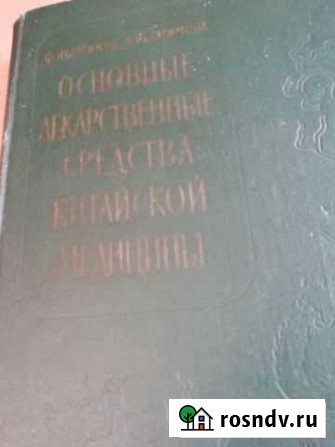 ОСНОВНЫЕ
ЛЕКАРСТВЕННЫЕ
СРЕДСТВА
КИТАЙСКОЙ
МЕДИЦИНЫ
rosndv.ru